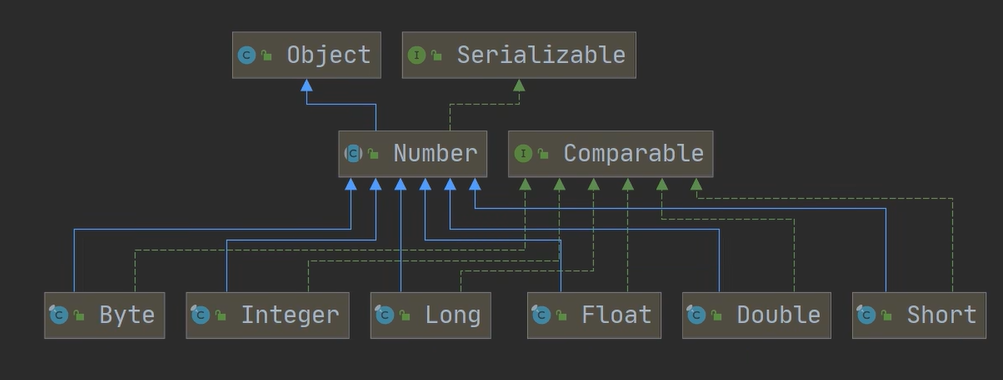 Object Serializable
Number Comparable
Byte Integer Long Float Double Short